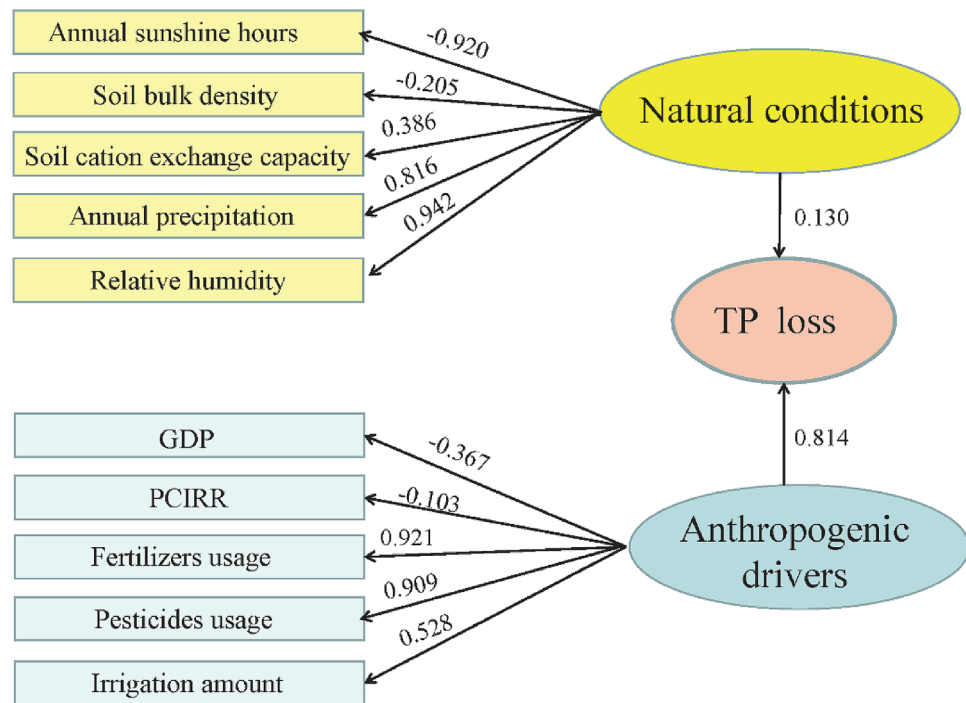 Annual sunshine hours
-0.920
Soil bulk density
-0.205
Natural conditions
0.386
Soil cation exchange capacity
0.816
Annual precipitation
0.942
0.130
Relative humidity
TP loss
GDP
-0.367
0.814
PCIRR
-0.103
Fertilizers usage
0.921
Anthropogenic
drivers
0.909
Pesticides usage
0.528
Irrigation amount